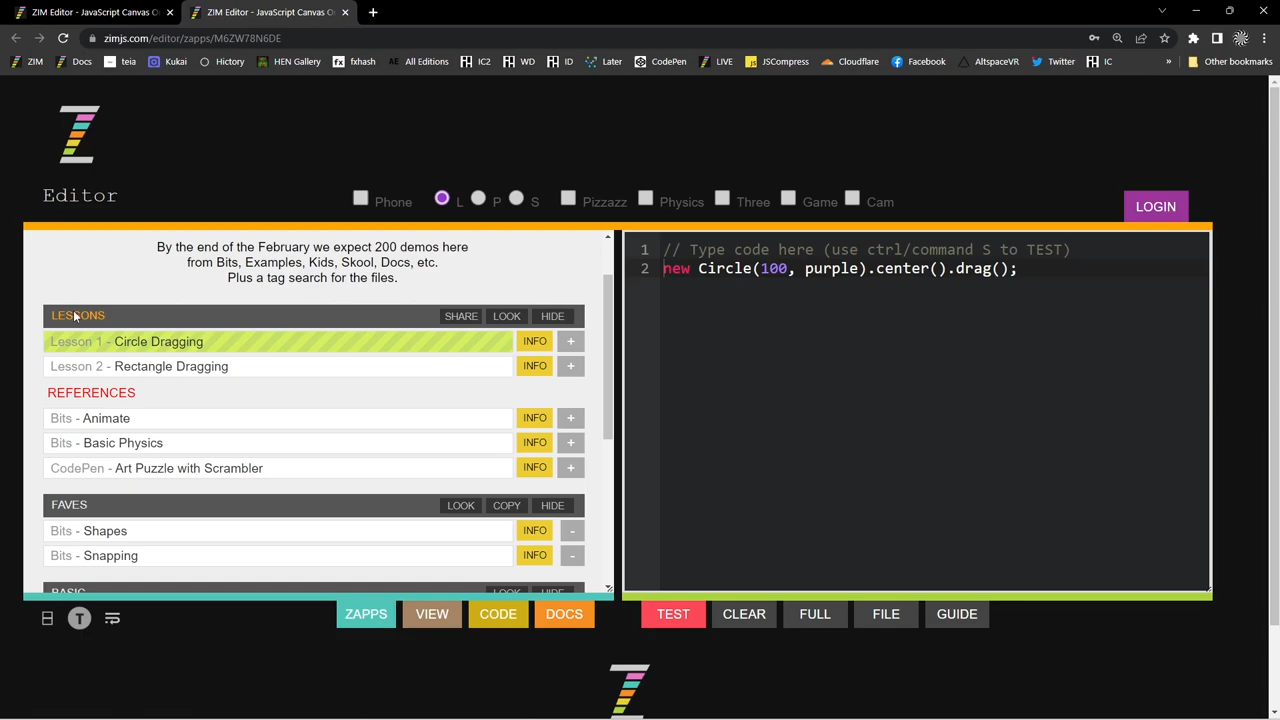 ZIM Editor - JavaScript Canvas O
ZIM Editor - JavaScript Canvas O
zimjs.com/editor/zapps/M6ZW78N6DE
ZIM
Docs
teia
Kukai
Hictory
HEN Gallery
fxhash
All Editions
IC2
WD
ID
Later
CodePen
LIVE
JSCompress
Cloudflare
Facebook
AltspaceVR
Twitter
IC
»
Other bookmarks
Editor
Phone
L
P
S
Pizzazz
Physics
Three
Game
Cam
LOGIN
By the end of the February we expect 200 demos here
from Bits, Examples, Kids, Skool, Docs, etc.
Plus a tag search for the files.
LESSONS SHARE LOOK HIDE
Lesson 1 - Circle Dragging INFO +
Lesson 2 - Rectangle Dragging INFO +
REFERENCES
Bits - Animate INFO +
Bits - Basic Physics INFO +
CodePen - Art Puzzle with Scrambler INFO +
FAVES LOOK COPY HIDE
Bits - Shapes INFO -
Bits - Snapping INFO -
BASIC LOOK HIDE
1 // Type code here (use ctrl/command S to TEST)
2 new Circle(100, purple).center().drag();
T
ZAPPS VIEW CODE DOCS
TEST CLEAR FULL FILE GUIDE